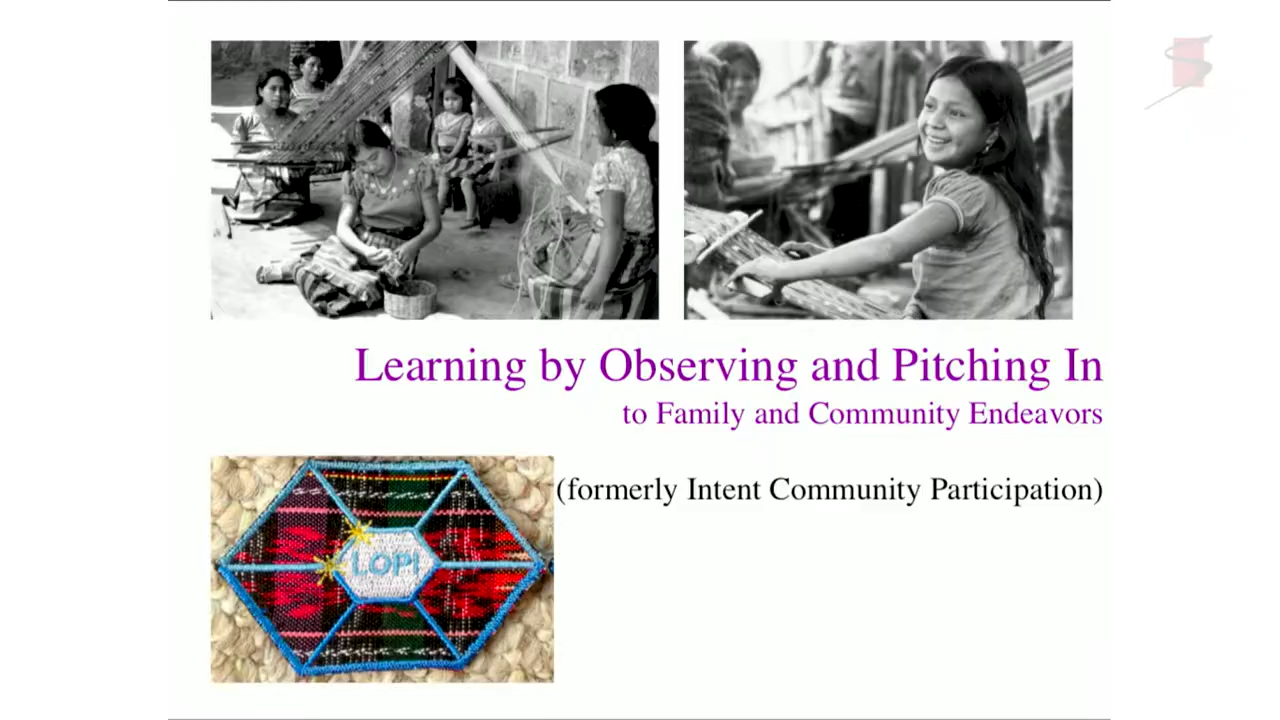 Learning by Observing and Pitching In
to Family and Community Endeavors
(formerly Intent Community Participation)
LOPI